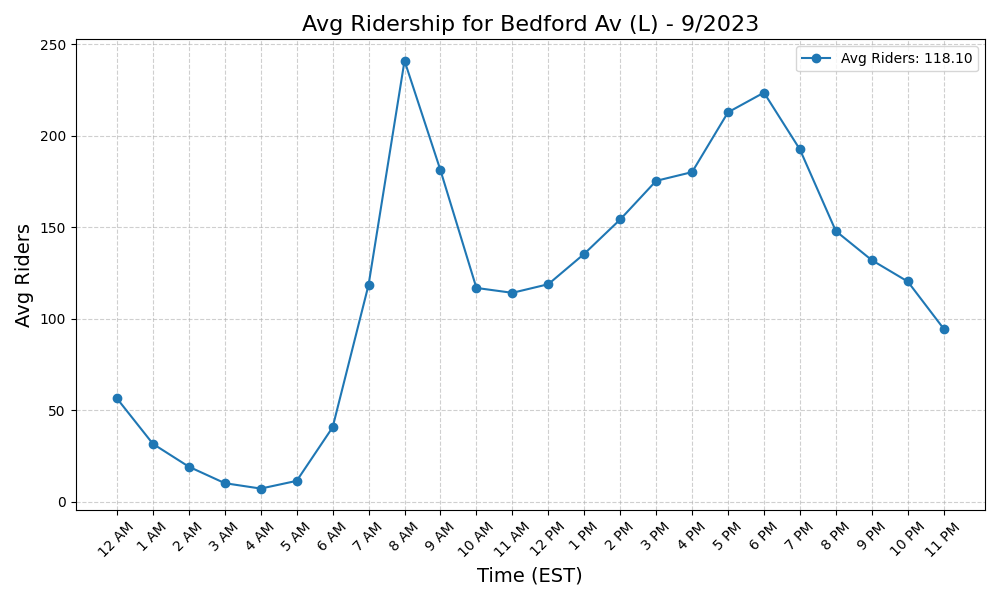 Avg Ridership for Bedford Av (L) - 9/2023
Avg Riders: 118.10
Avg Riders
250
200
150
100
50
0
12 AM
1 AM
2 AM
3 AM
4 AM
5 AM
6 AM
7 AM
8 AM
9 AM
10 AM
11 AM
12 PM
1 PM
2 PM
3 PM
4 PM
5 PM
6 PM
7 PM
8 PM
9 PM
10 PM
11 PM
Time (EST)